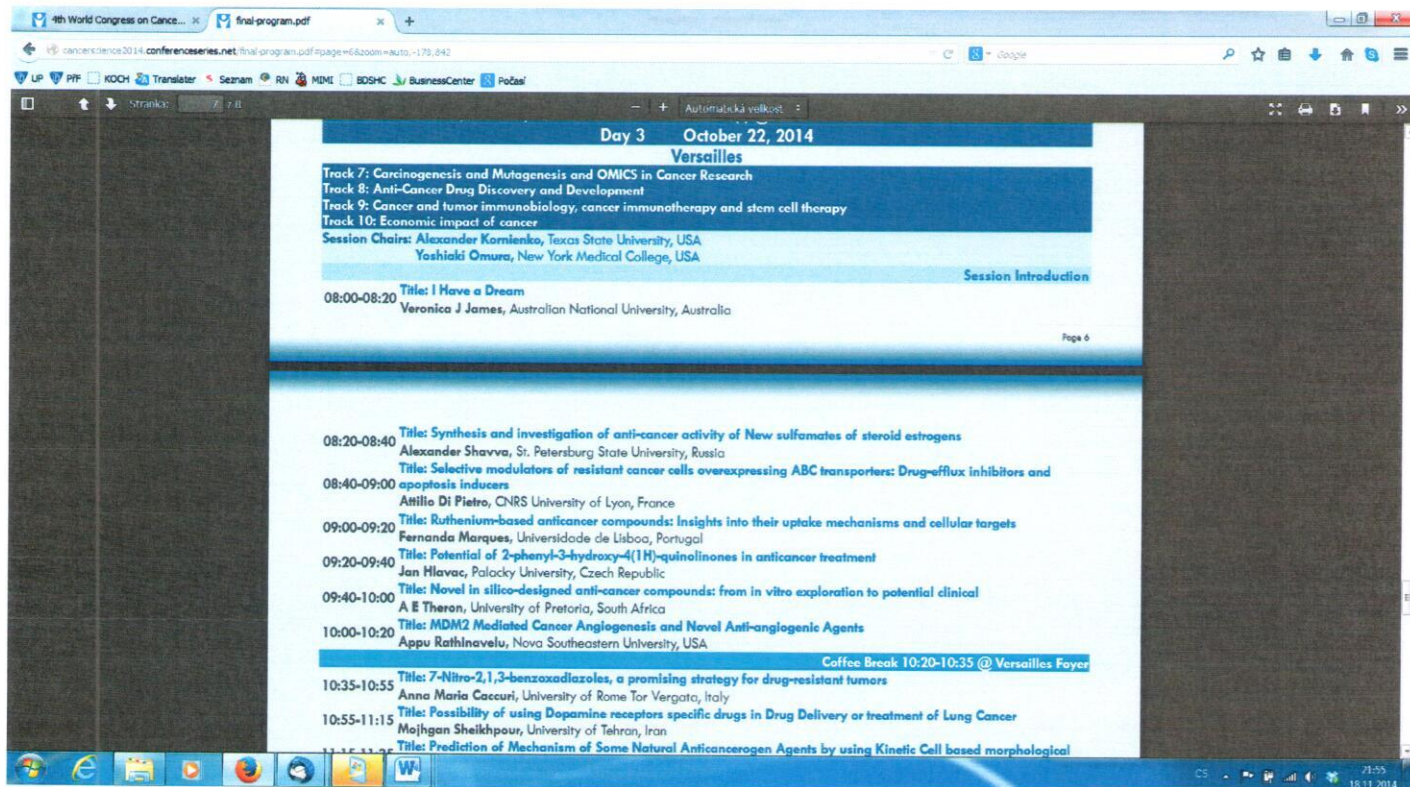 4th World Congress on Cance...
final-program.pdf
cancerscience2014.conferenceseries.net/final-program.pdf#page=6&zoom=auto,-178,842
Google
UP PřF KOCH Translater Seznam RN MIMI BDSHC BusinessCenter Počasí
Stránka: 7 z 8
Automatická velikost
Day 3 October 22, 2014
Versailles
Track 7: Carcinogenesis and Mutagenesis and OMICS in Cancer Research
Track 8: Anti-Cancer Drug Discovery and Development
Track 9: Cancer and tumor immunobiology, cancer immunotherapy and stem cell therapy
Track 10: Economic impact of cancer
Session Chairs: Alexander Kornienko, Texas State University, USA
Yoshiaki Omura, New York Medical College, USA
Session Introduction
08:00-08:20 Title: I Have a Dream
Veronica J James, Australian National University, Australia
Page 6
08:20-08:40 Title: Synthesis and investigation of anti-cancer activity of New sulfamates of steroid estrogens
Alexander Shavva, St. Petersburg State University, Russia
Title: Selective modulators of resistant cancer cells overexpressing ABC transporters: Drug-efflux inhibitors and
08:40-09:00 apoptosis inducers
Attilio Di Pietro, CNRS University of Lyon, France
09:00-09:20 Title: Ruthenium-based anticancer compounds: Insights into their uptake mechanisms and cellular targets
Fernanda Marques, Universidade de Lisboa, Portugal
09:20-09:40 Title: Potential of 2-phenyl-3-hydroxy-4(1H)-quinolinones in anticancer treatment
Jan Hlavac, Palacky University, Czech Republic
09:40-10:00 Title: Novel in silico-designed anti-cancer compounds: from in vitro exploration to potential clinical
A E Theron, University of Pretoria, South Africa
10:00-10:20 Title: MDM2 Mediated Cancer Angiogenesis and Novel Anti-angiogenic Agents
Appu Rathinavelu, Nova Southeastern University, USA
Coffee Break 10:20-10:35 @ Versailles Foyer
10:35-10:55 Title: 7-Nitro-2,1,3-benzoxadiazoles, a promising strategy for drug-resistant tumors
Anna Maria Caccuri, University of Rome Tor Vergata, Italy
10:55-11:15 Title: Possibility of using Dopamine receptors specific drugs in Drug Delivery or treatment of Lung Cancer
Mojhgan Sheikhpour, University of Tehran, Iran
11:15-11:35 Title: Prediction of Mechanism of Some Natural Anticancerogen Agents by using Kinetic Cell based morphological
CS 21:55
18.11.2014